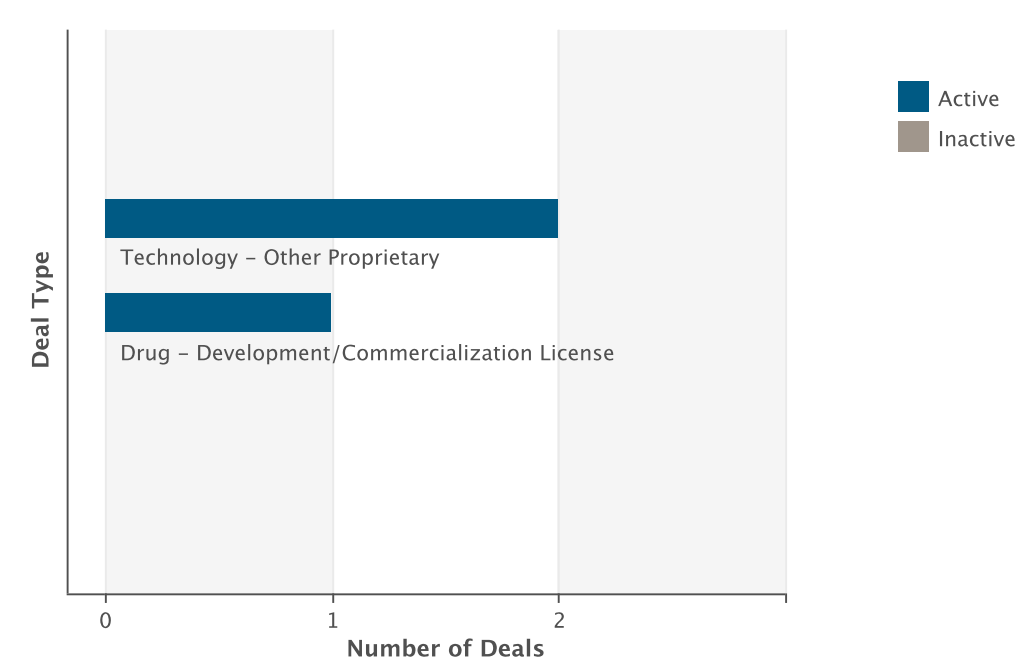 Active
Inactive
Technology – Other Proprietary
Drug – Development/Commercialization License
Deal Type
0
1
2
Number of Deals